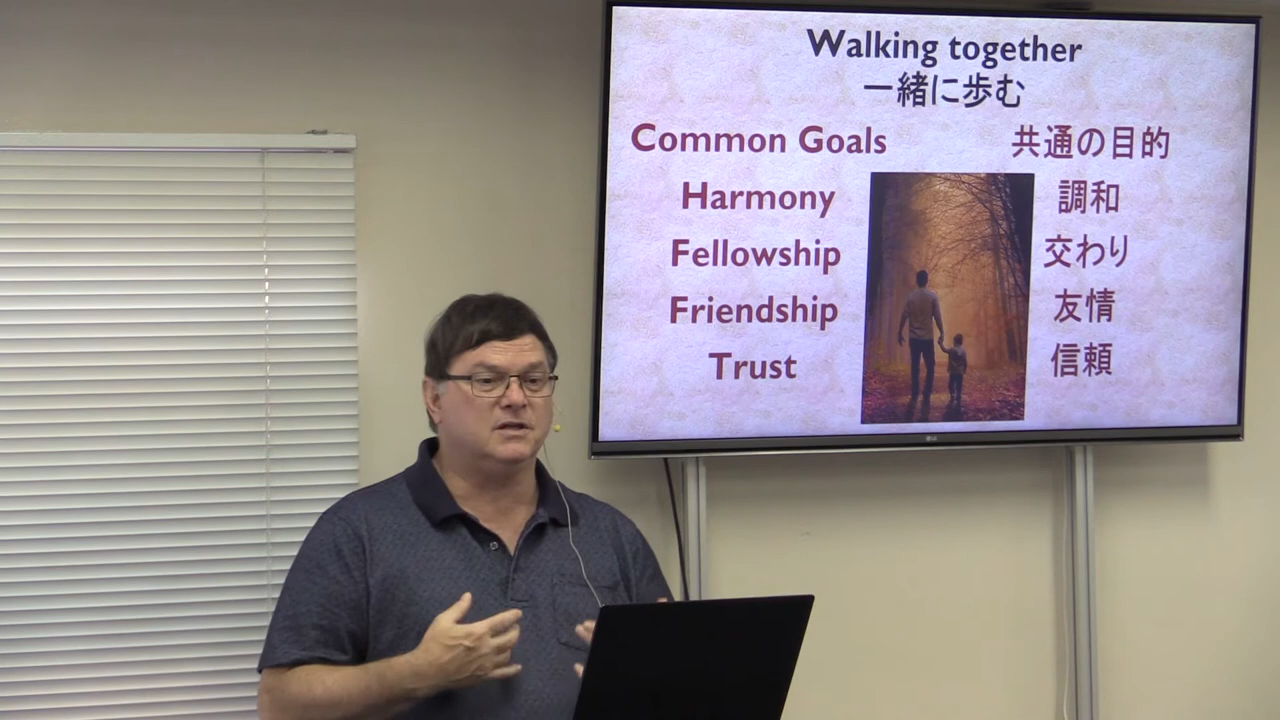 Walking together
一緒に歩む
Common Goals 共通の目的
Harmony 調和
Fellowship 交わり
Friendship 友情
Trust 信頼
LG